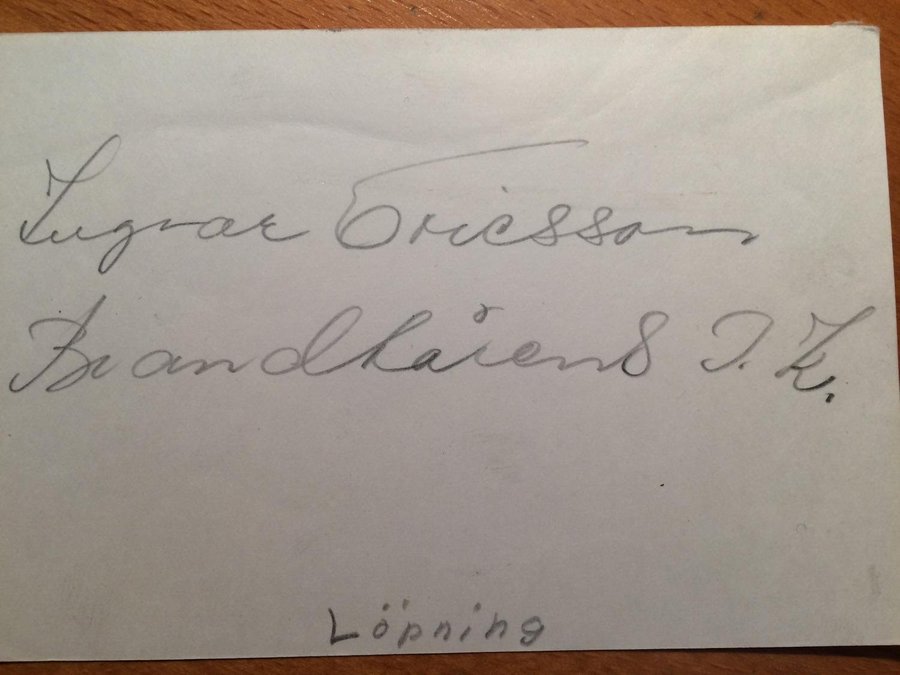 Ingvar Ericsson
Brandkårens I.K.
Löpning